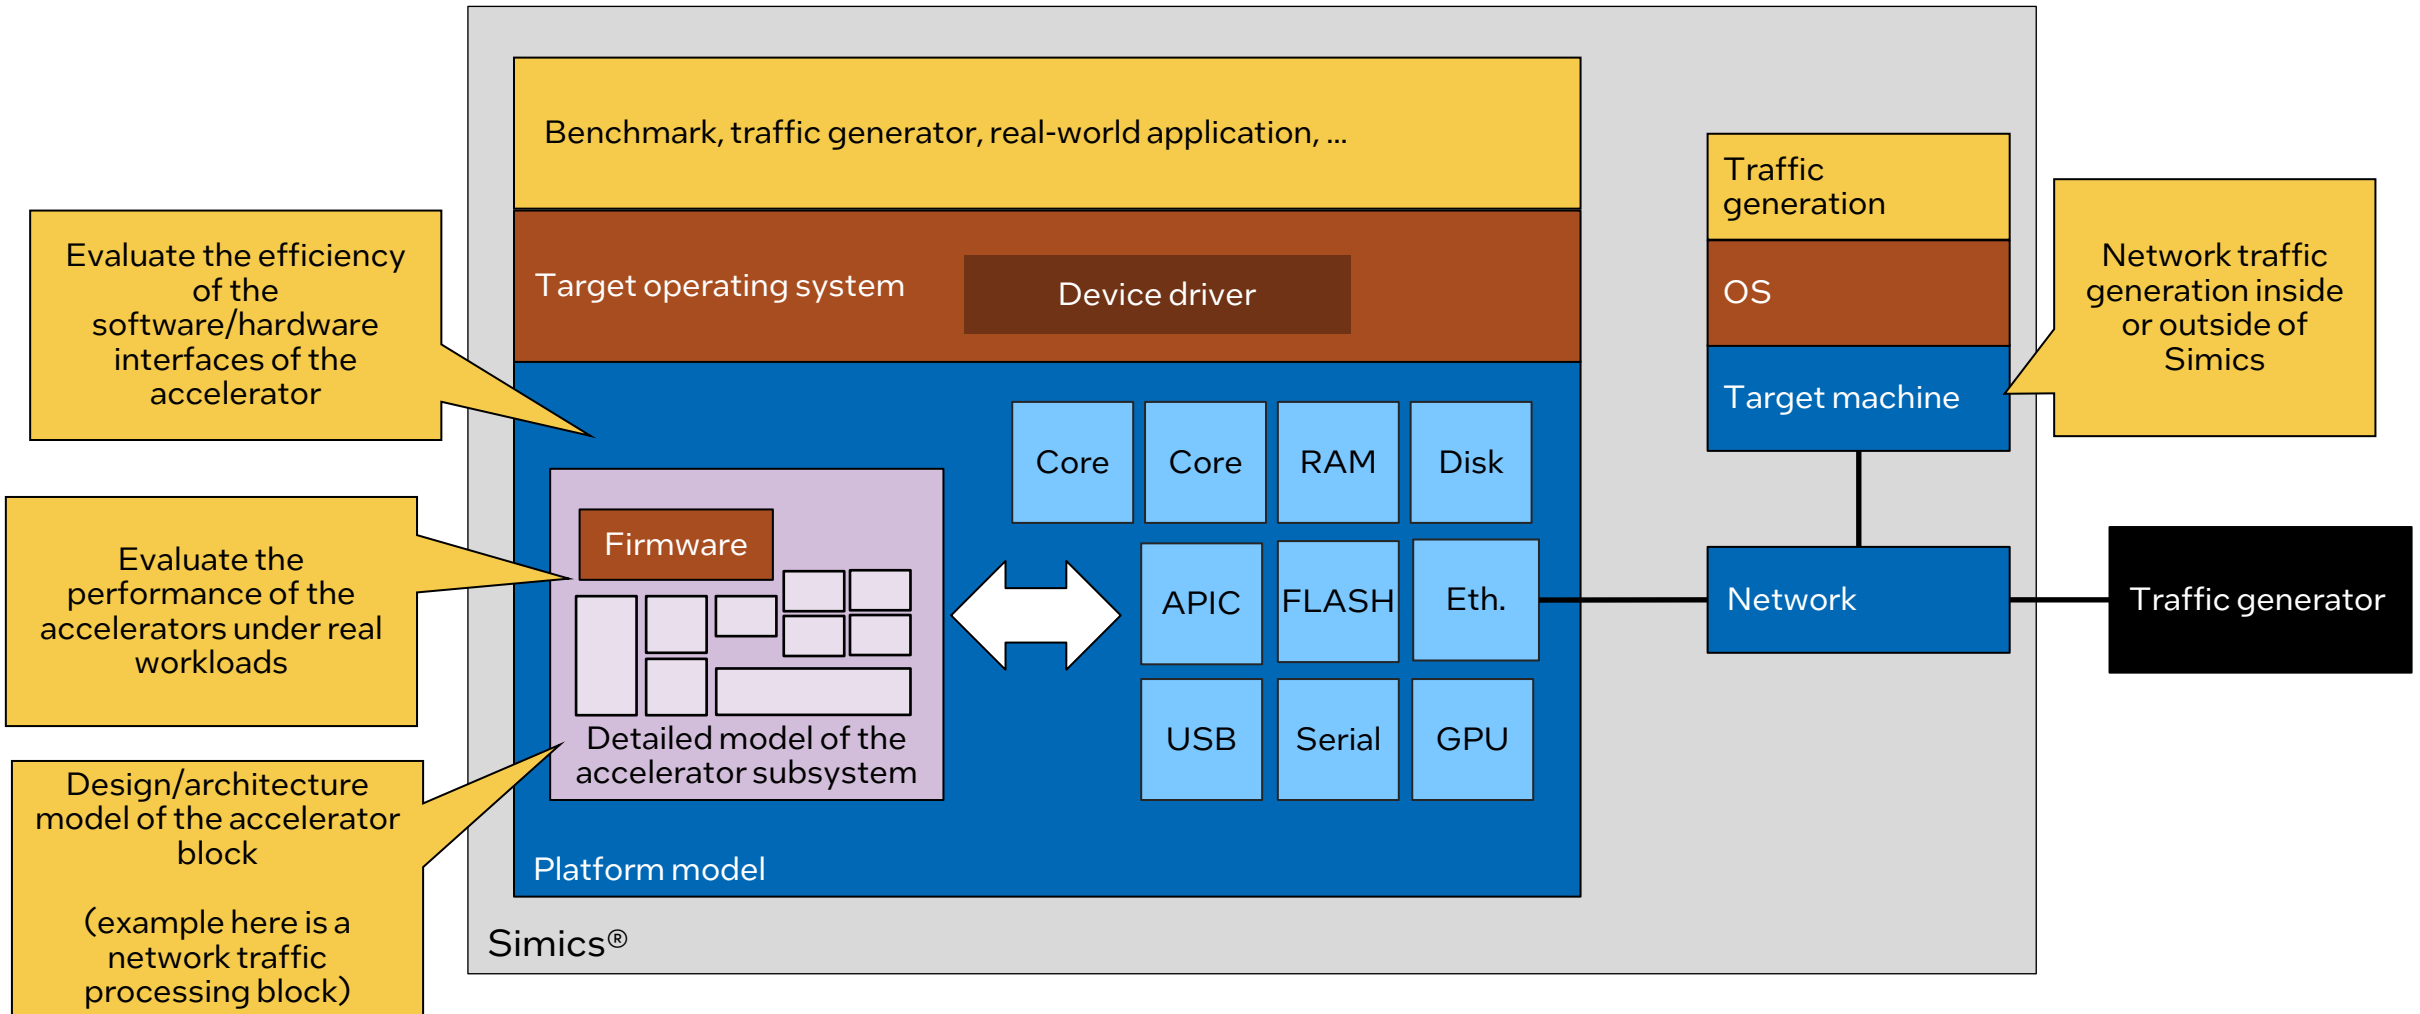 Benchmark, traffic generator, real-world application, ...
Target operating system
Device driver
Evaluate the efficiency
of the
software/hardware
interfaces of the
accelerator
Evaluate the
performance of the
accelerators under real
workloads
Design/architecture
model of the accelerator
block
(example here is a
network traffic
processing block)
Firmware
Detailed model of the
accelerator subsystem
Core
Core
RAM
Disk
APIC
FLASH
Eth.
USB
Serial
GPU
Platform model
Simics®
Traffic
generation
OS
Target machine
Network
Network traffic
generation inside
or outside of
Simics
Traffic generator